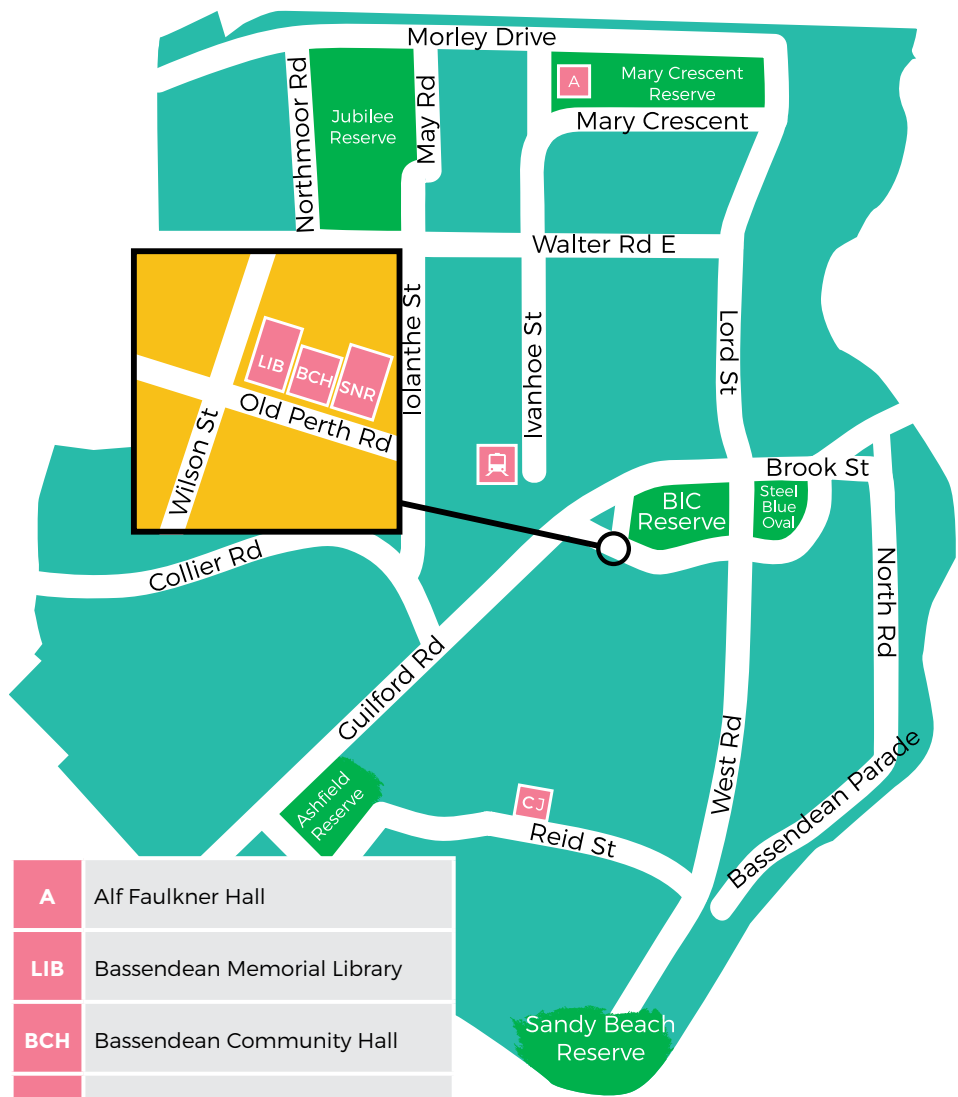 Morley Drive
Northmoor Rd
Jubilee
Reserve
May Rd
A
Mary Crescent
Reserve
Mary Crescent
Walter Rd E
Iolanthe St
Ivanhoe St
Lord St
LIB
BCH
SNR
Old Perth Rd
Wilson St
Brook St
BIC
Reserve
Steel
Blue
Oval
Collier Rd
North Rd
Guilford Rd
West Rd
Bassendean Parade
Ashfield
Reserve
CJ
Reid St
Sandy Beach
Reserve
A
Alf Faulkner Hall
LIB
Bassendean Memorial Library
BCH
Bassendean Community Hall